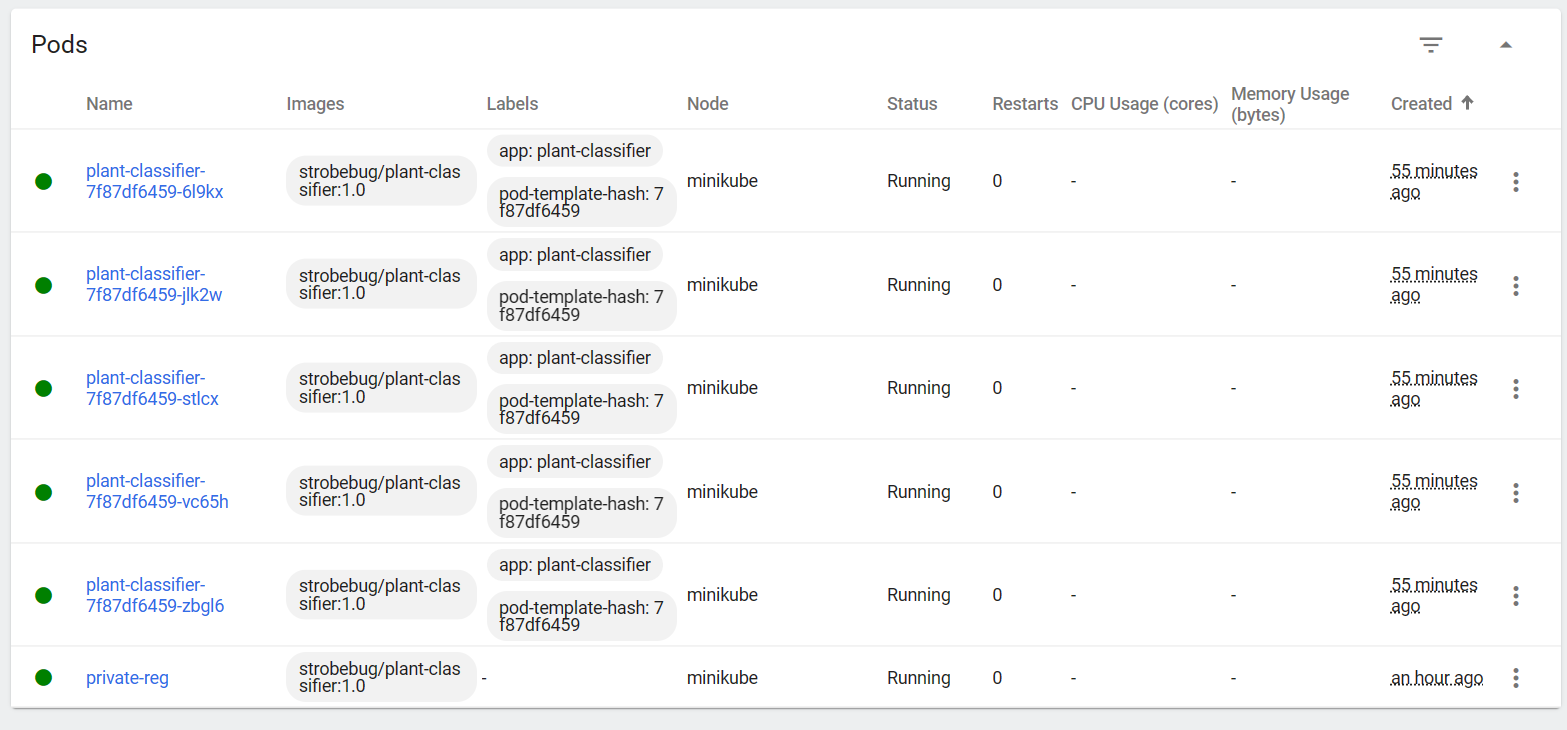 Pods
Name Images Labels Node Status Restarts CPU Usage (cores) Memory Usage (bytes) Created
plant-classifier-
7f87df6459-6l9kx
strobebug/plant-clas
sifier:1.0
app: plant-classifier
pod-template-hash: 7
f87df6459
minikube
Running
0
-
-
55 minutes
ago
plant-classifier-
7f87df6459-jlk2w
strobebug/plant-clas
sifier:1.0
app: plant-classifier
pod-template-hash: 7
f87df6459
minikube
Running
0
-
-
55 minutes
ago
plant-classifier-
7f87df6459-stlcx
strobebug/plant-clas
sifier:1.0
app: plant-classifier
pod-template-hash: 7
f87df6459
minikube
Running
0
-
-
55 minutes
ago
plant-classifier-
7f87df6459-vc65h
strobebug/plant-clas
sifier:1.0
app: plant-classifier
pod-template-hash: 7
f87df6459
minikube
Running
0
-
-
55 minutes
ago
plant-classifier-
7f87df6459-zbgl6
strobebug/plant-clas
sifier:1.0
app: plant-classifier
pod-template-hash: 7
f87df6459
minikube
Running
0
-
-
55 minutes
ago
private-reg
strobebug/plant-clas
sifier:1.0
-
minikube
Running
0
-
-
an hour ago